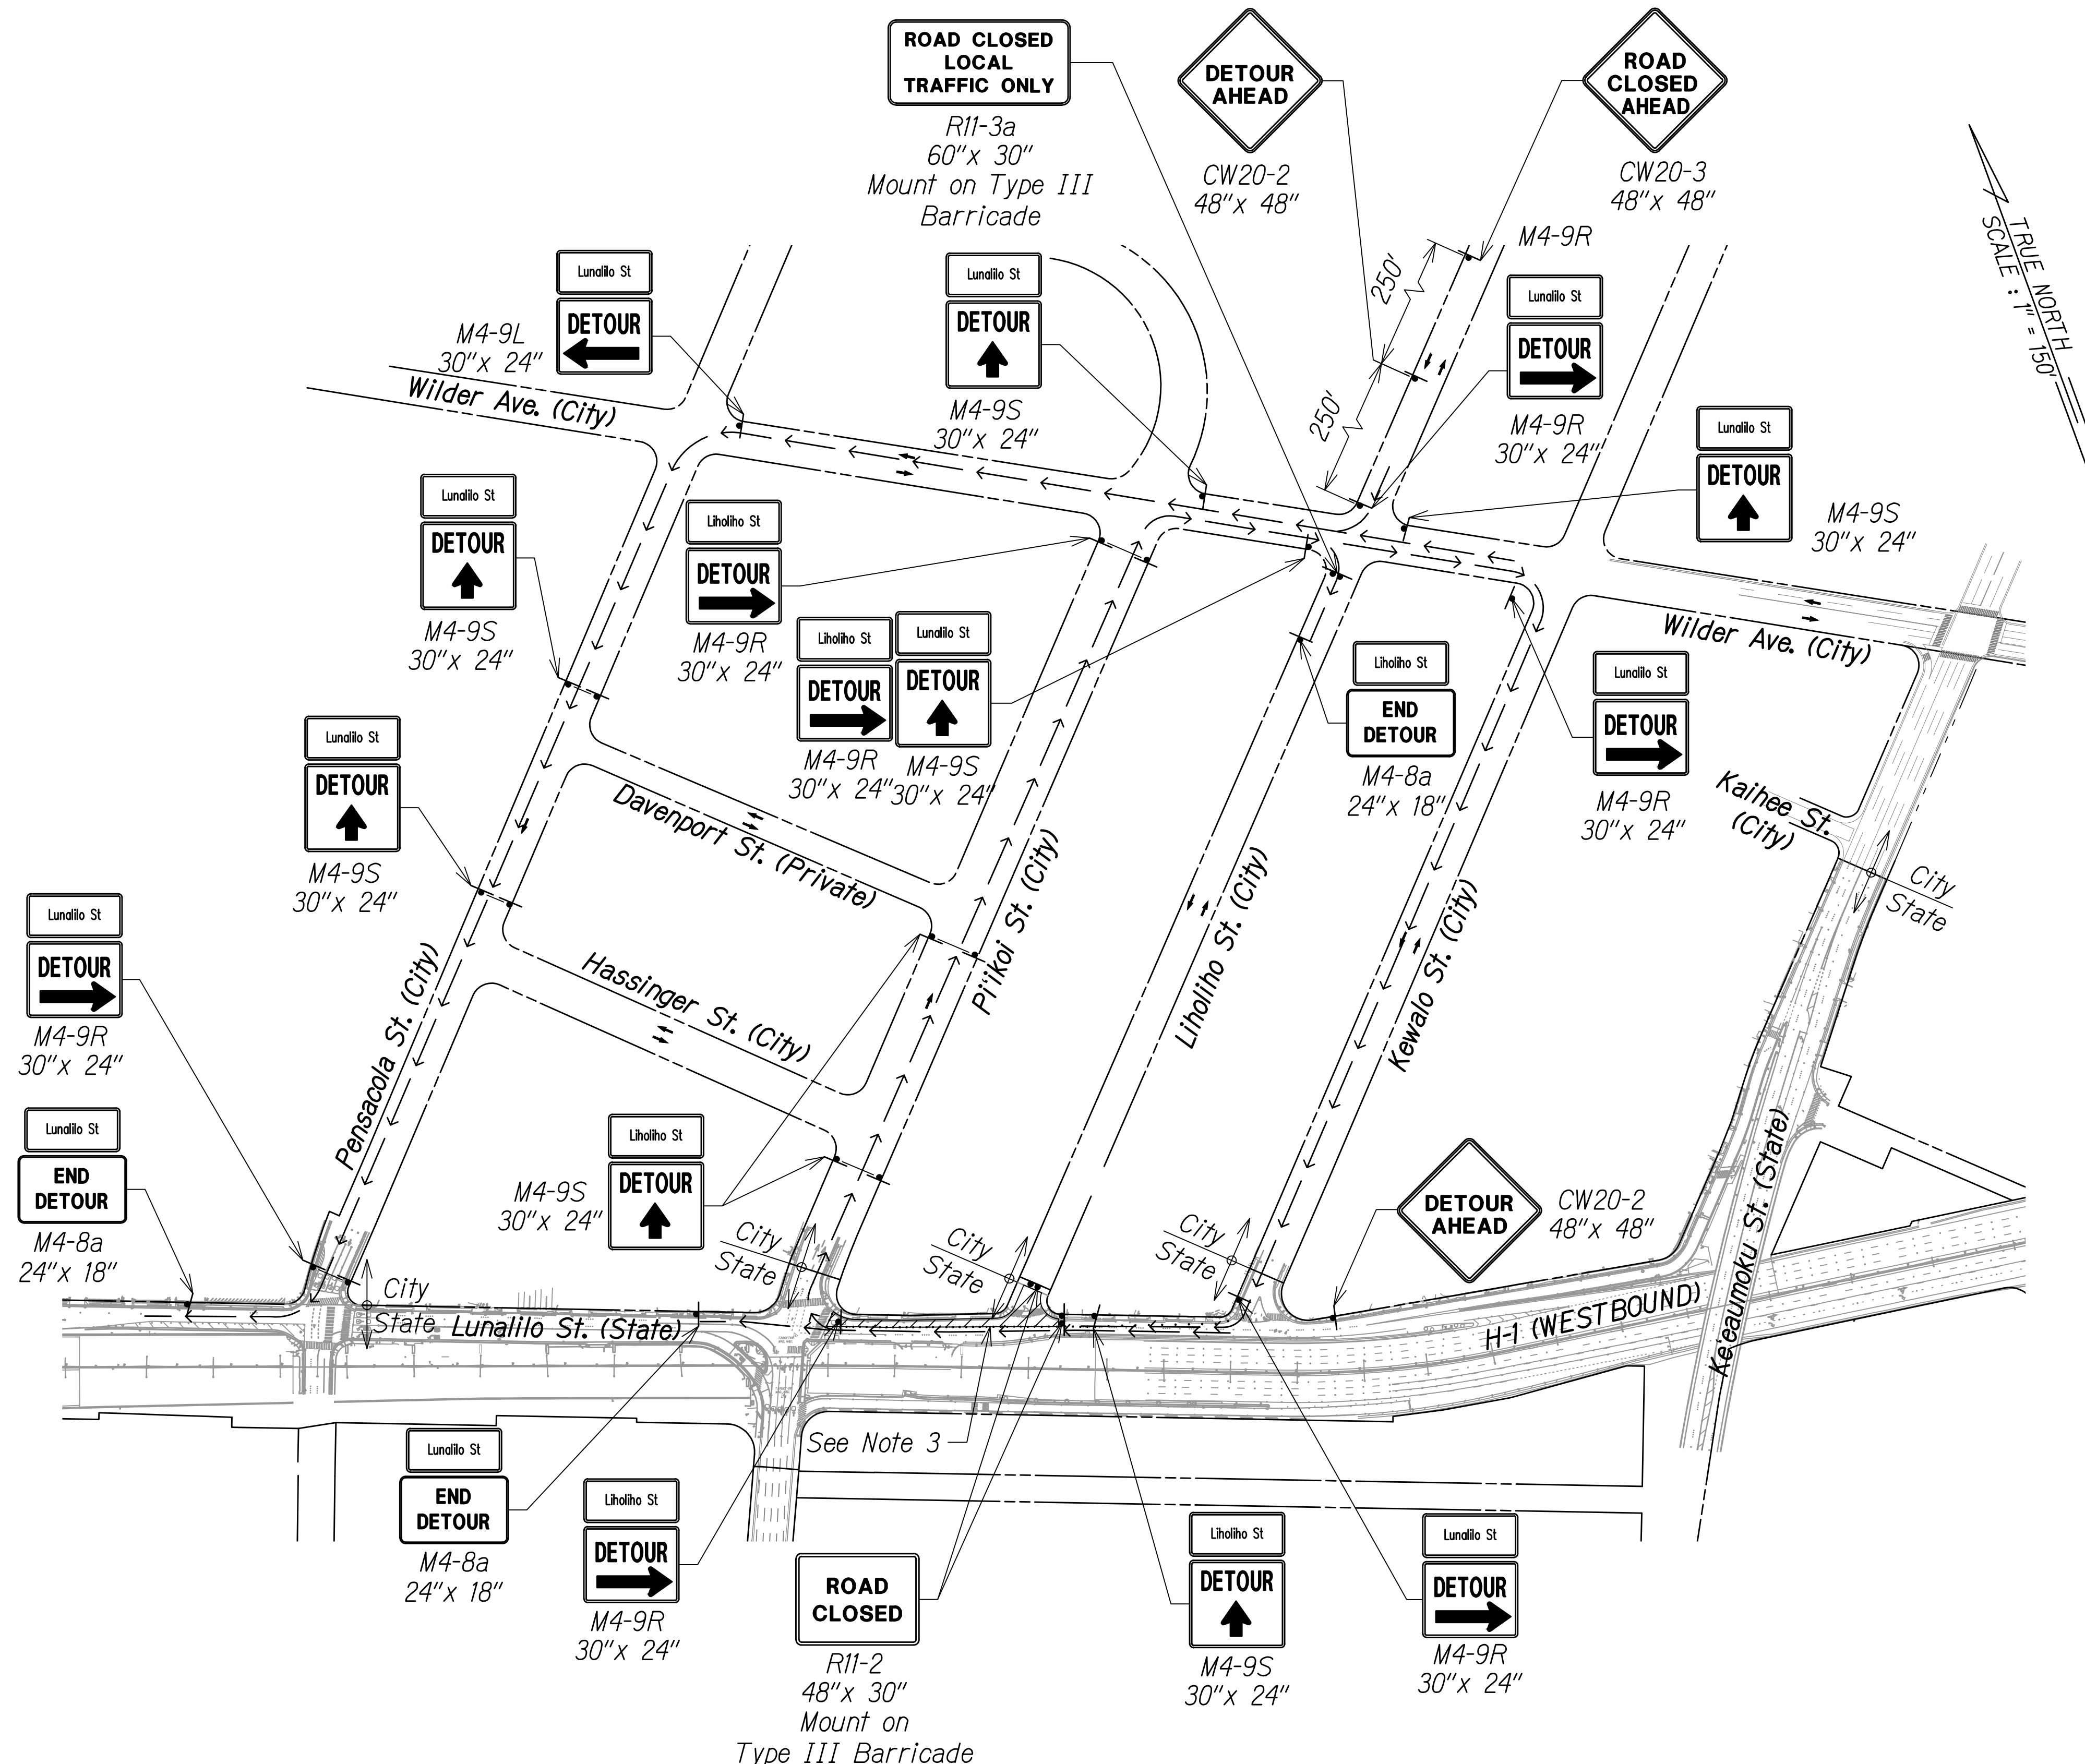 ROAD CLOSED
LOCAL
TRAFFIC ONLY
R11-3a
60"x 30"
Mount on Type III
Barricade
DETOUR
AHEAD
CW20-2
48"x 48"
ROAD
CLOSED
AHEAD
CW20-3
48"x 48"
TRUE NORTH
SCALE : 1" = 150'
M4-9R
250'
250'
Lunalilo St
DETOUR
M4-9L
30"x 24"
Wilder Ave. (City)
Lunalilo St
DETOUR
M4-9S
30"x 24"
Lunalilo St
DETOUR
M4-9R
30"x 24"
Lunalilo St
DETOUR
M4-9S
30"x 24"
Lunalilo St
DETOUR
M4-9S
30"x 24"
Liholiho St
DETOUR
M4-9R
30"x 24"
Liholiho St
DETOUR
M4-9R
30"x 24"
Lunalilo St
DETOUR
M4-9S
30"x 24"
Liholiho St
END
DETOUR
M4-8a
24"x 18"
Wilder Ave. (City)
Lunalilo St
DETOUR
M4-9R
30"x 24"
Kaihee St.
(City)
City
State
Lunalilo St
DETOUR
M4-9S
30"x 24"
Davenport St. (Private)
Pi'ikoi St. (City)
Liholiho St. (City)
Kewalo St. (City)
Hassinger St. (City)
Pensacola St. (City)
Lunalilo St
DETOUR
M4-9R
30"x 24"
Lunalilo St
END
DETOUR
M4-8a
24"x 18"
Liholiho St
DETOUR
M4-9S
30"x 24"
City
State
City
State
City
State
DETOUR
AHEAD
CW20-2
48"x 48"
Ke'eaumoku St. (State)
City
State
Lunalilo St. (State)
H-1 (WESTBOUND)
See Note 3
Lunalilo St
END
DETOUR
M4-8a
24"x 18"
Liholiho St
DETOUR
M4-9R
30"x 24"
ROAD
CLOSED
R11-2
48"x 30"
Mount on
Type III Barricade
Liholiho St
DETOUR
M4-9S
30"x 24"
Lunalilo St
DETOUR
M4-9R
30"x 24"